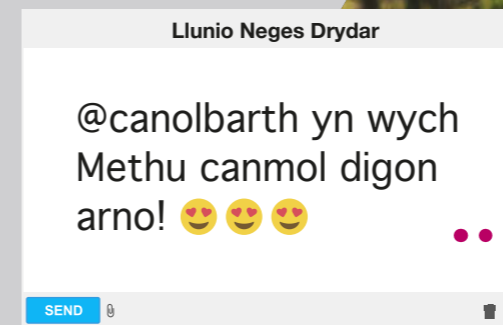 Llunio Neges Drydar
@canolbarth yn wych
Methu canmol digon
arno! 😍😍😍
SEND